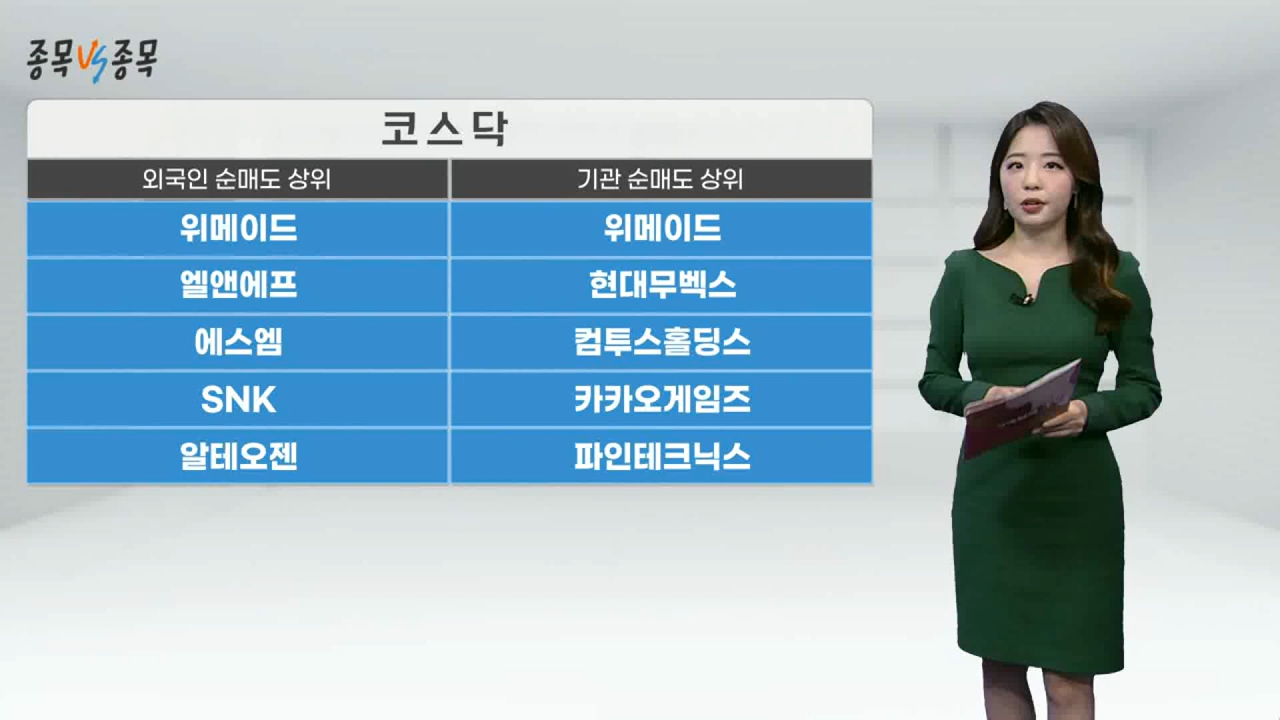 종목 VS 종목
코스닥
외국인 순매도 상위 기관 순매도 상위
위메이드 위메이드
엘앤에프 현대무벡스
에스엠 컴투스홀딩스
SNK 카카오게임즈
알테오젠 파인테크닉스